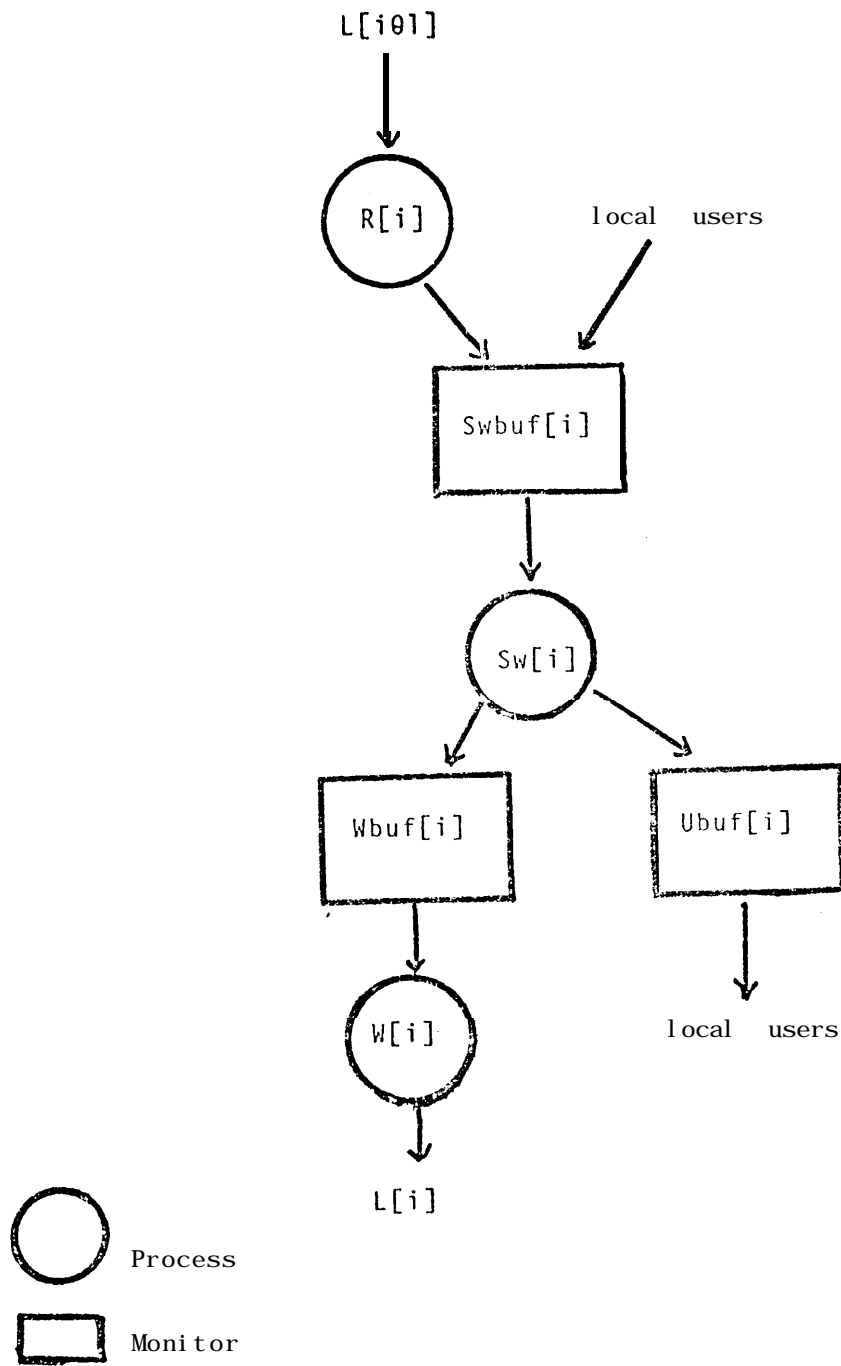 L[iθ1]
R[i]
local users
Swbuf[i]
Sw[i]
Wbuf[i]
Ubuf[i]
W[i]
local users
L[i]
Process
Monitor